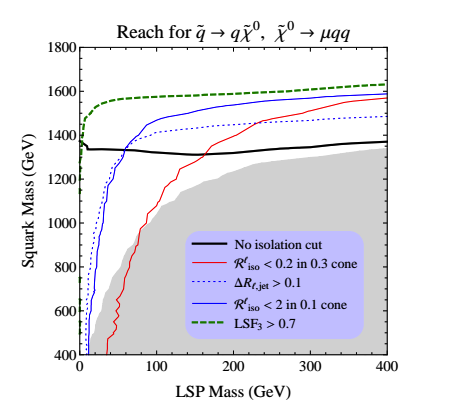 Reach for q̃ → qχ̃⁰, χ̃⁰ → μqq
1800
1600
1400
1200
1000
800
600
400
Squark Mass (GeV)
No isolation cut
ℛℓiso < 0.2 in 0.3 cone
ΔRℓ,jet > 0.1
ℛℓiso < 2 in 0.1 cone
LSF₃ > 0.7
0 100 200 300 400
LSP Mass (GeV)